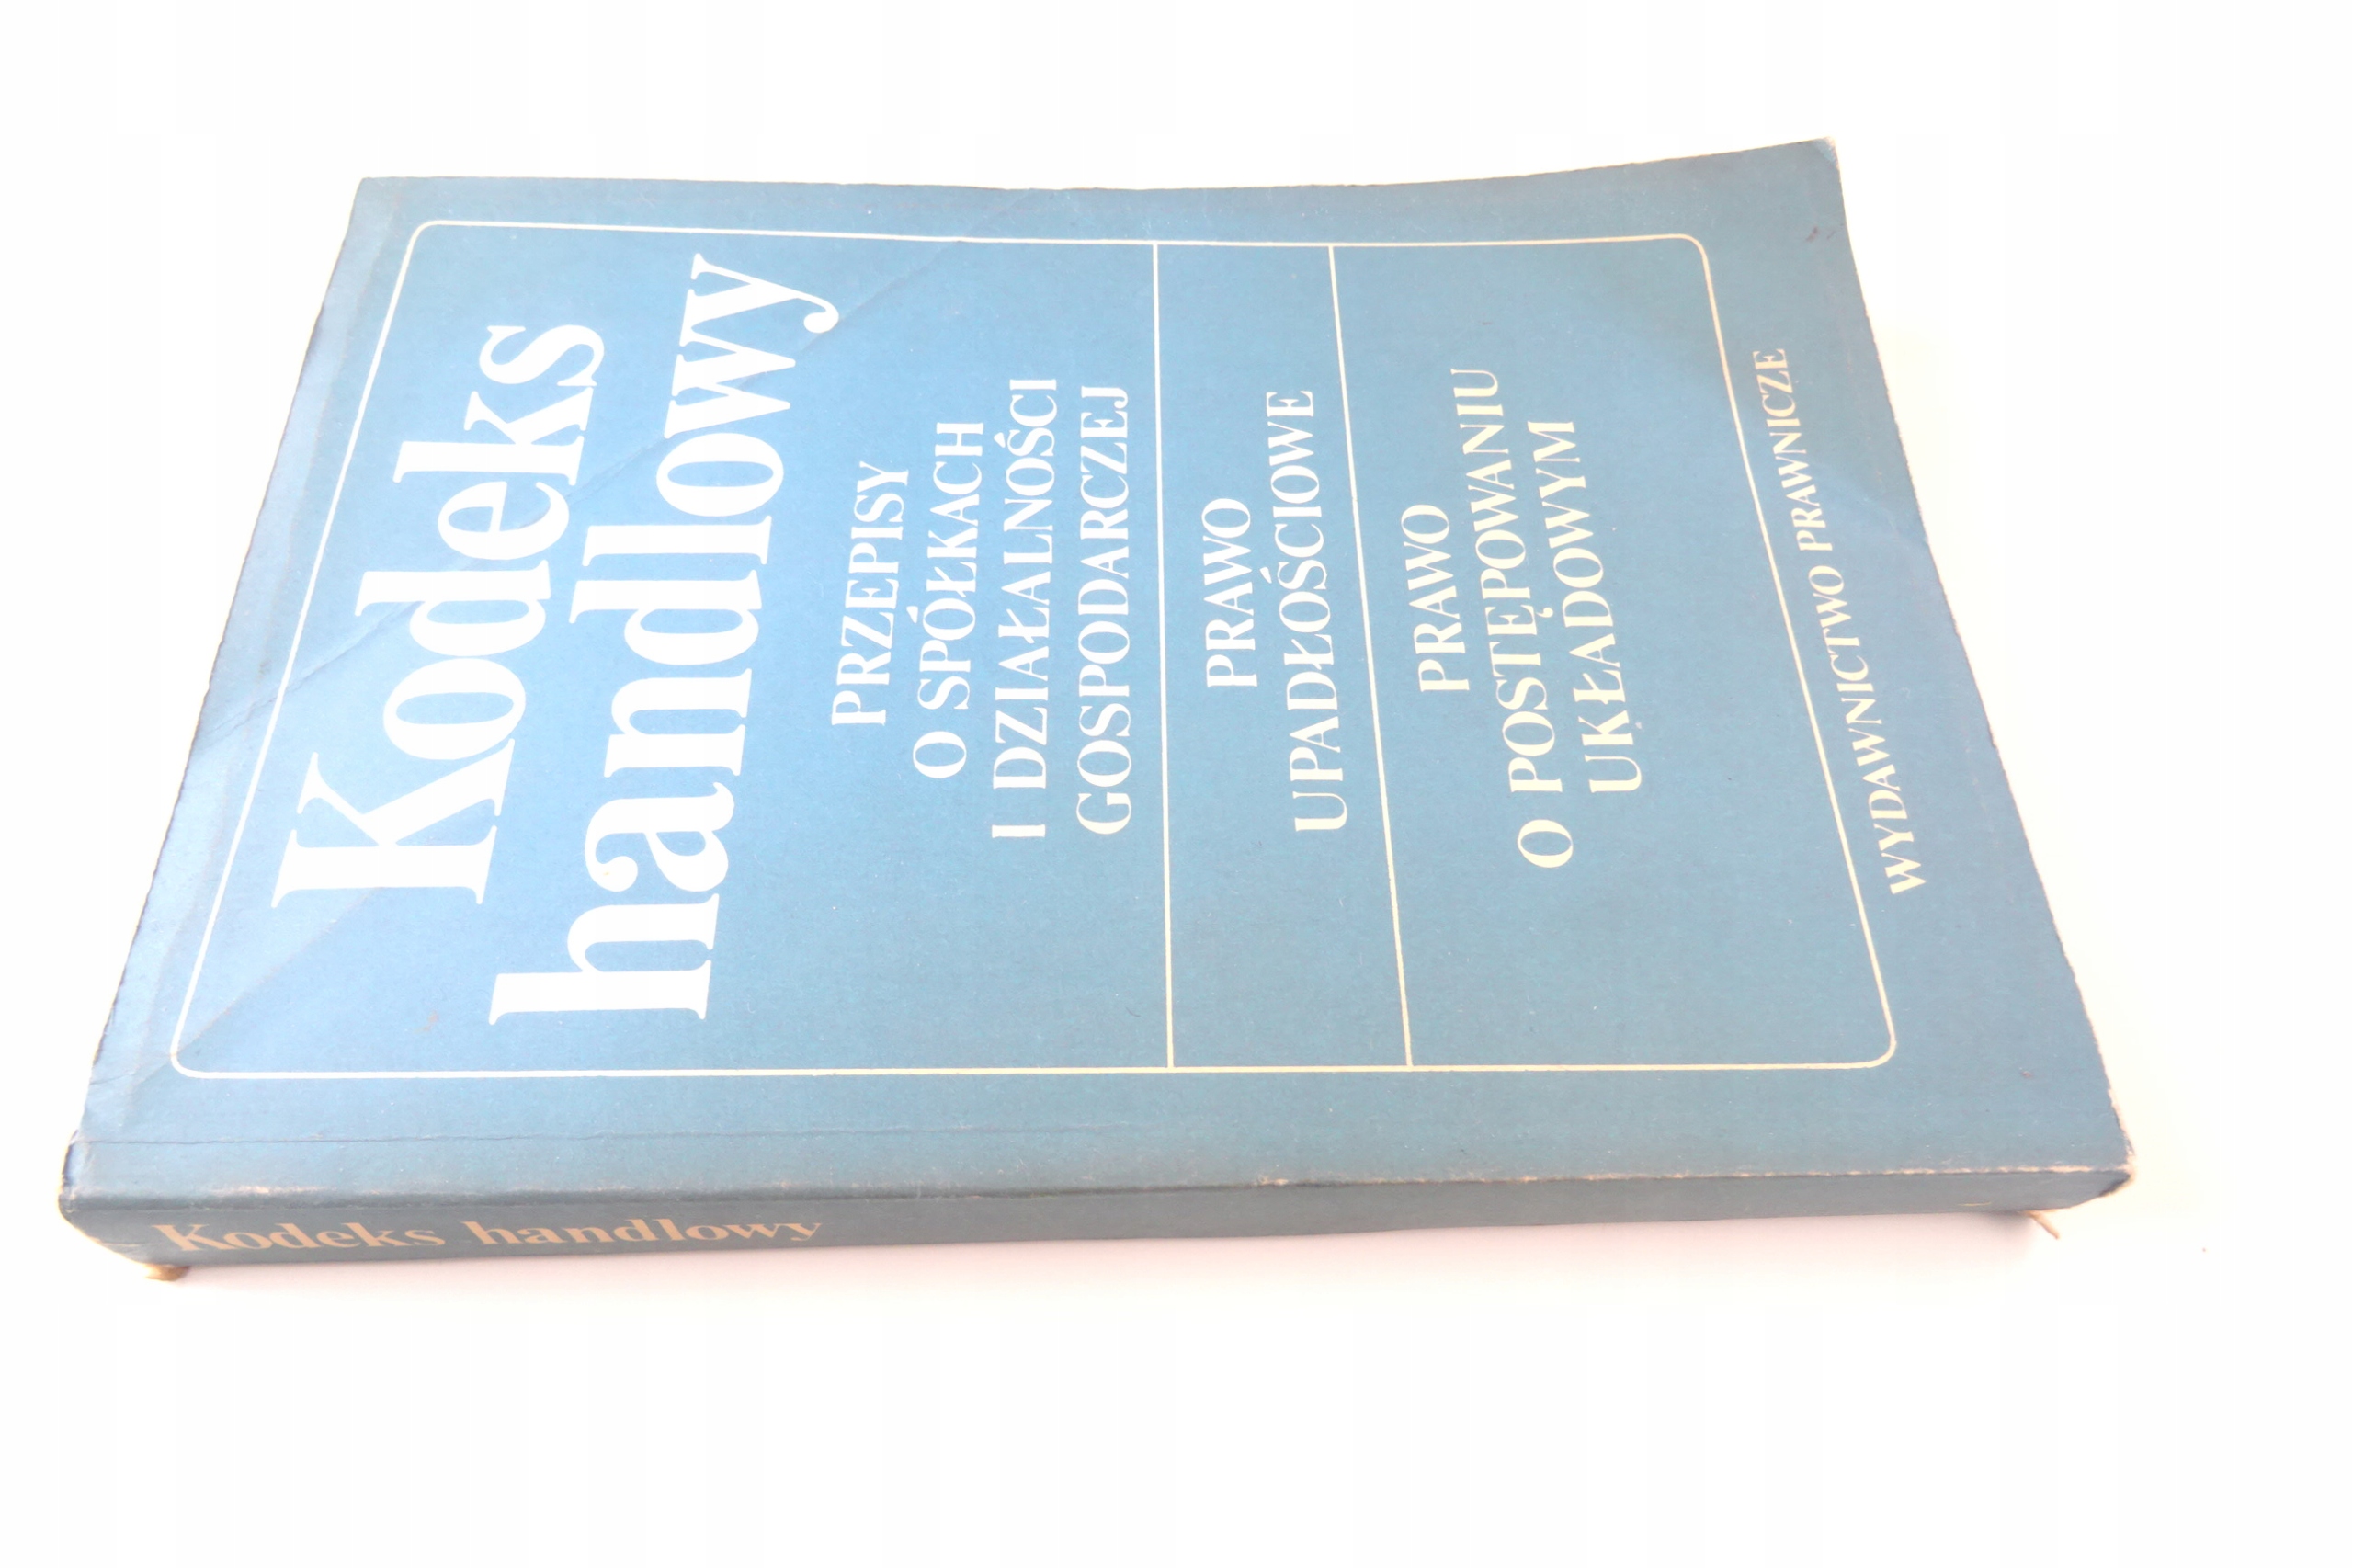 Kodeks
handlowy
PRZEPISY
O SPÓŁKACH
I DZIAŁALNOŚCI
GOSPODARCZEJ
PRAWO
UPADŁOŚCIOWE
PRAWO
O POSTĘPOWANIU
UKŁADOWYM
WYDAWNICTWO PRAWNICZE
Kodeks handlowy